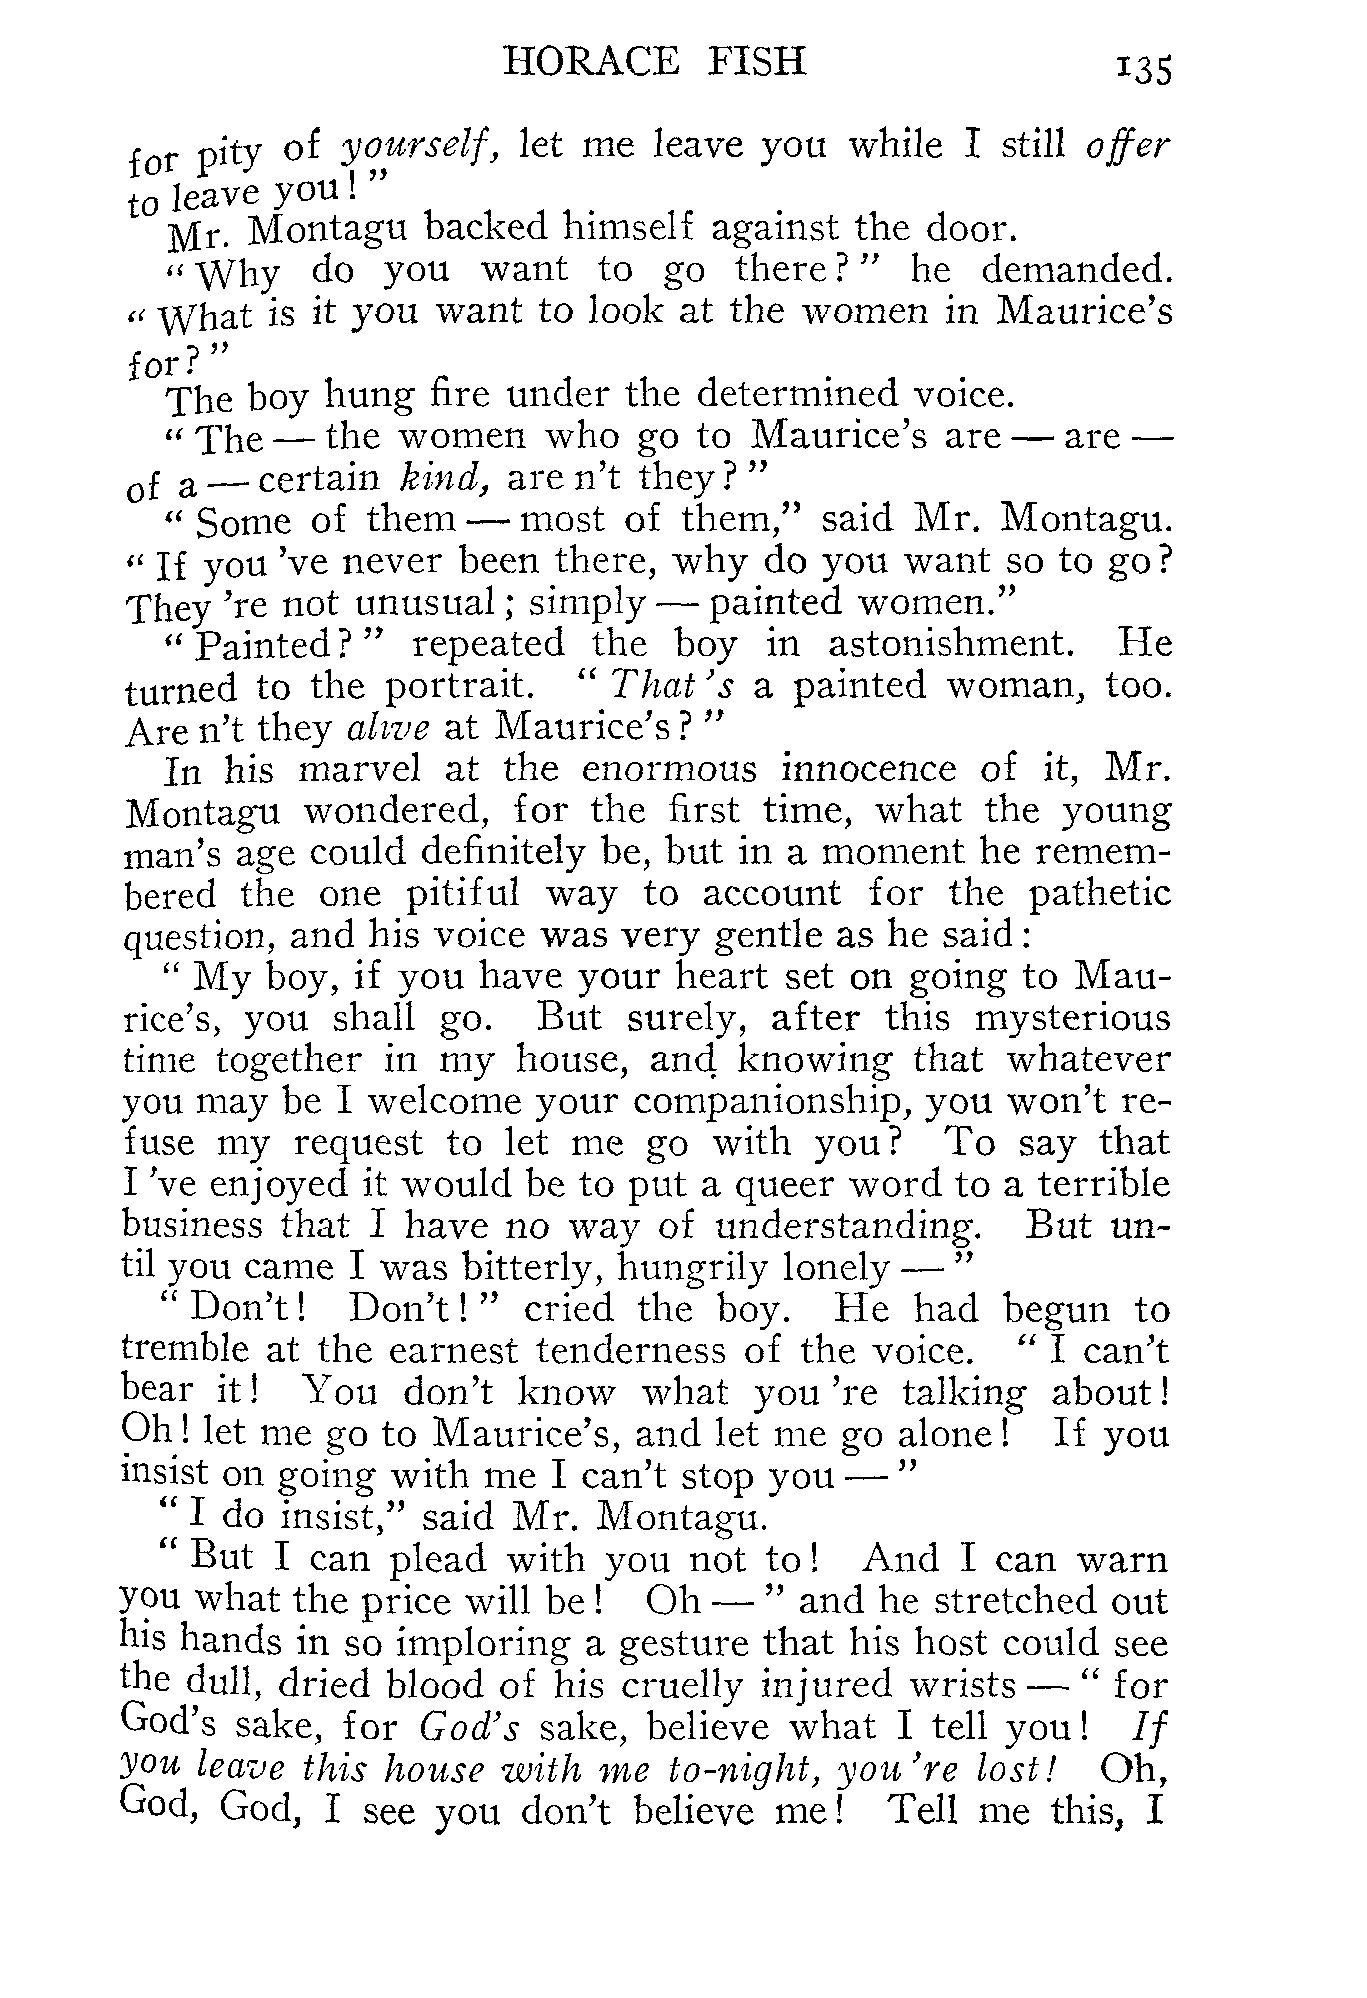 HORACE FISH 135
for pity of yourself, let me leave you while I still offer
to leave you!"
Mr. Montagu backed himself against the door.
"Why do you want to go there?" he demanded.
"What is it you want to look at the women in Maurice's
for?"
The boy hung fire under the determined voice.
"The — the women who go to Maurice's are — are —
of a — certain kind, are n't they?"
"Some of them — most of them," said Mr. Montagu.
"If you 've never been there, why do you want so to go?
They 're not unusual; simply — painted women."
"Painted?" repeated the boy in astonishment. He
turned to the portrait. "That 's a painted woman, too.
Are n't they alive at Maurice's?"
In his marvel at the enormous innocence of it, Mr.
Montagu wondered, for the first time, what the young
man's age could definitely be, but in a moment he remem-
bered the one pitiful way to account for the pathetic
question, and his voice was very gentle as he said:
"My boy, if you have your heart set on going to Mau-
rice's, you shall go. But surely, after this mysterious
time together in my house, and knowing that whatever
you may be I welcome your companionship, you won't re-
fuse my request to let me go with you? To say that
I 've enjoyed it would be to put a queer word to a terrible
business that I have no way of understanding. But un-
til you came I was bitterly, hungrily lonely — "
"Don't! Don't!" cried the boy. He had begun to
tremble at the earnest tenderness of the voice. "I can't
bear it! You don't know what you 're talking about!
Oh! let me go to Maurice's, and let me go alone! If you
insist on going with me I can't stop you — "
"I do insist," said Mr. Montagu.
"But I can plead with you not to! And I can warn
you what the price will be! Oh — " and he stretched out
his hands in so imploring a gesture that his host could see
the dull, dried blood of his cruelly injured wrists — "for
God's sake, for God's sake, believe what I tell you! If
you leave this house with me to-night, you 're lost! Oh,
God, God, I see you don't believe me! Tell me this, I